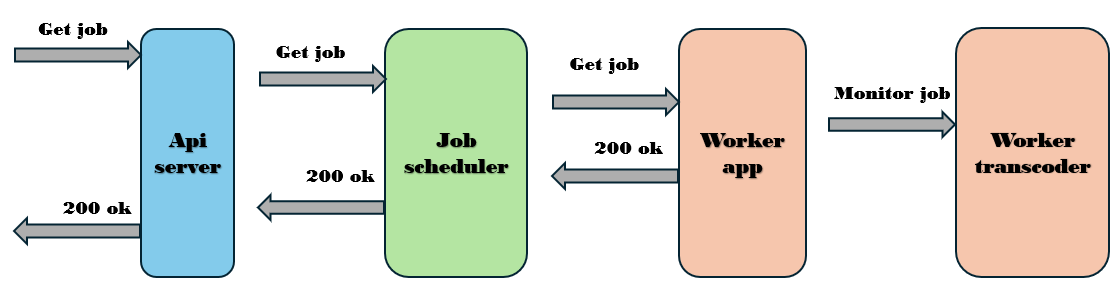 Get job
Get job
Get job
Monitor job
Api
server
Job
scheduler
Worker
app
Worker
transcoder
200 ok
200 ok
200 ok